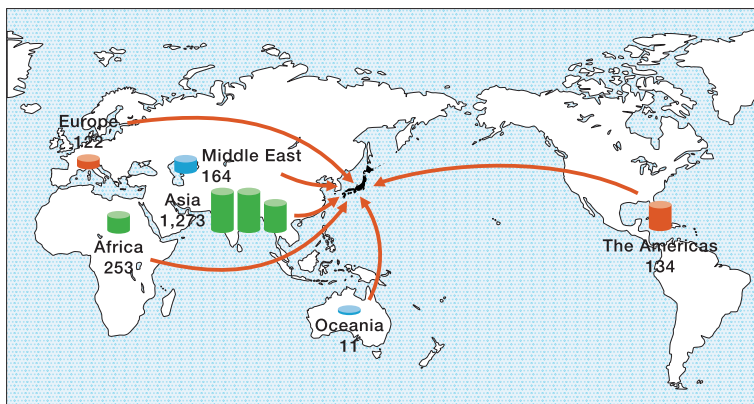 Europe
122
Middle East
164
Asia
1,273
Africa
253
The Americas
134
Oceania
11